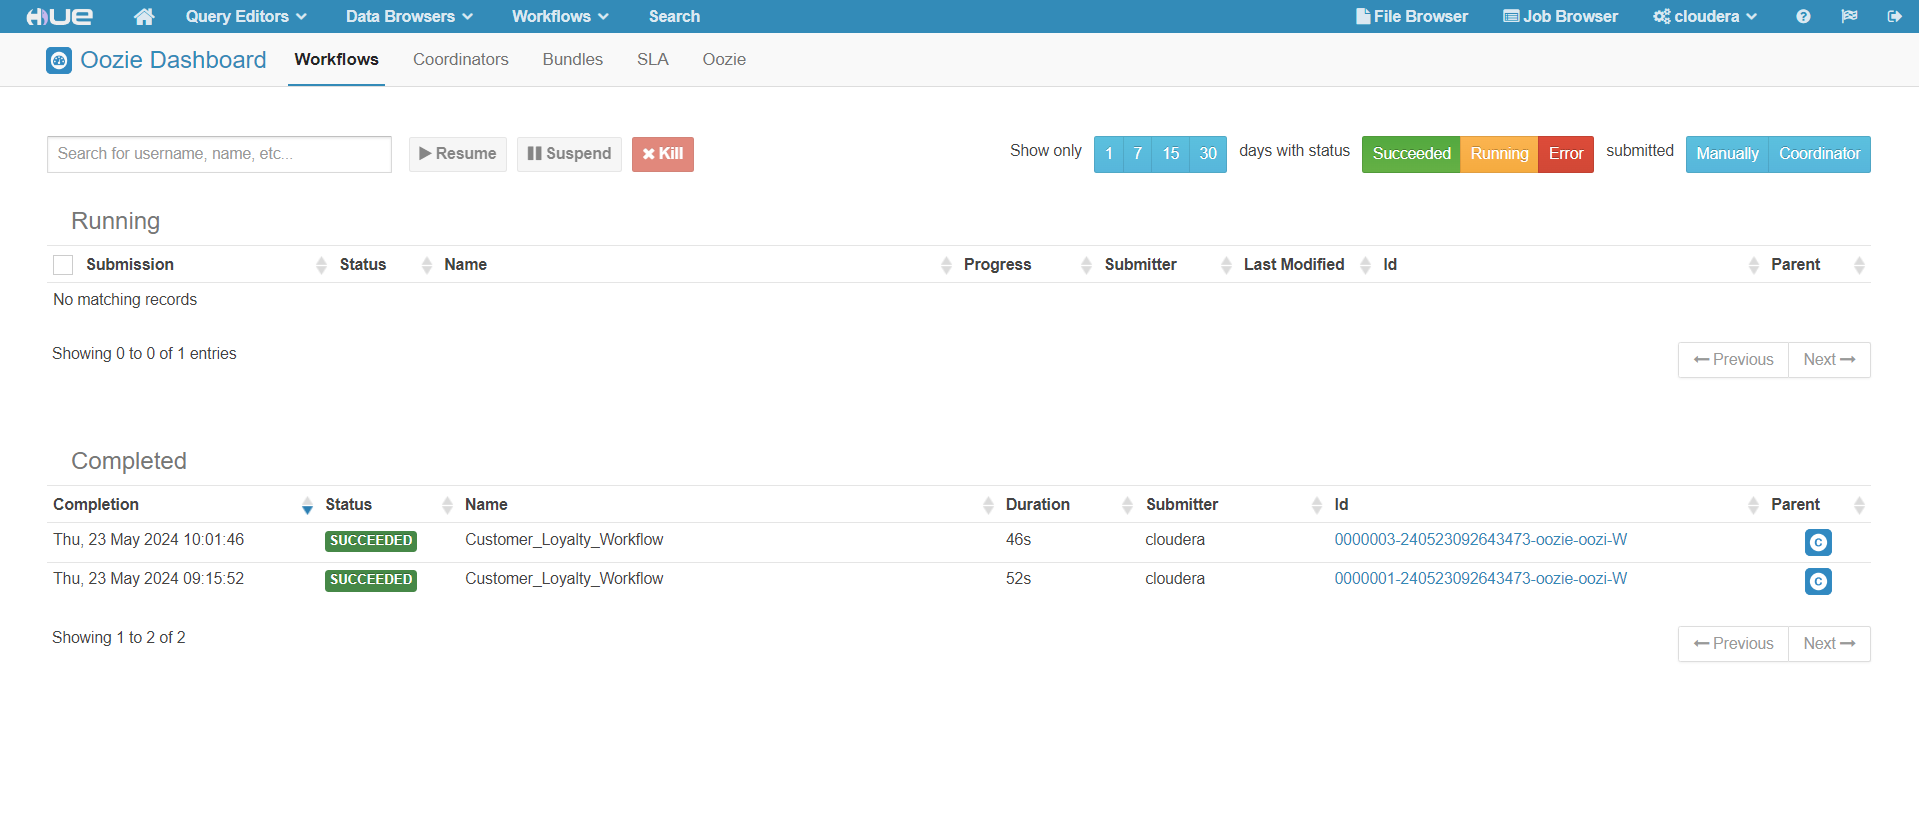 HUE Query Editors Data Browsers Workflows Search File Browser Job Browser cloudera ?
Oozie Dashboard Workflows Coordinators Bundles SLA Oozie
Search for username, name, etc... Resume Suspend Kill Show only 1 7 15 30 days with status Succeeded Running Error submitted Manually Coordinator
Running
Submission Status Name Progress Submitter Last Modified Id Parent
No matching records
Showing 0 to 0 of 1 entries Previous Next
Completed
Completion Status Name Duration Submitter Id Parent
Thu, 23 May 2024 10:01:46 SUCCEEDED Customer_Loyalty_Workflow 46s cloudera 0000003-240523092643473-oozie-oozi-W C
Thu, 23 May 2024 09:15:52 SUCCEEDED Customer_Loyalty_Workflow 52s cloudera 0000001-240523092643473-oozie-oozi-W C
Showing 1 to 2 of 2 Previous Next